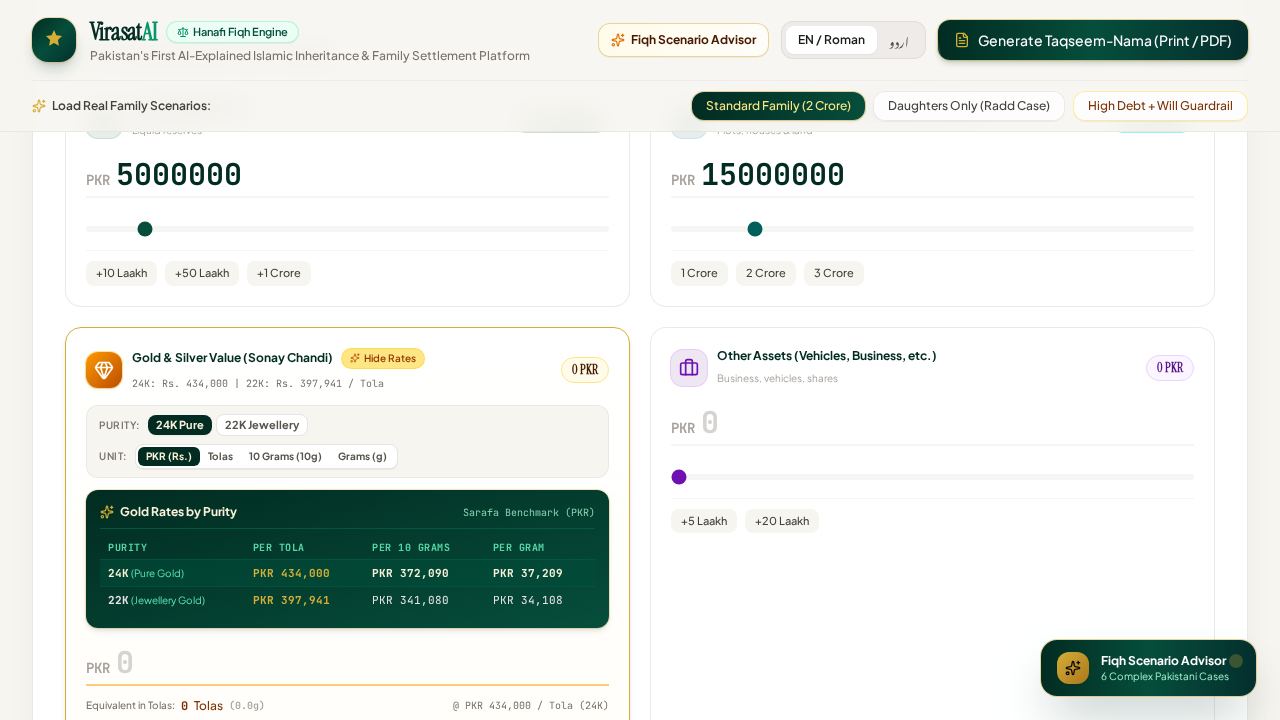 VirasatAI
Hanafi Fiqh Engine
Pakistan's First AI-Explained Islamic Inheritance & Family Settlement Platform
Fiqh Scenario Advisor
EN / Roman
اردو
Generate Taqseem-Nama (Print / PDF)
Load Real Family Scenarios:
Standard Family (2 Crore)
Daughters Only (Radd Case)
High Debt + Will Guardrail
Liquid reserves
Plots, houses & land
PKR 5000000
PKR 15000000
+10 Laakh
+50 Laakh
+1 Crore
1 Crore
2 Crore
3 Crore
Gold & Silver Value (Sonay Chandi)
Hide Rates
24K: Rs. 434,000 | 22K: Rs. 397,941 / Tola
0 PKR
Other Assets (Vehicles, Business, etc.)
Business, vehicles, shares
0 PKR
PURITY:
24K Pure
22K Jewellery
UNIT:
PKR (Rs.)
Tolas
10 Grams (10g)
Grams (g)
PKR 0
+5 Laakh
+20 Laakh
Gold Rates by Purity
Sarafa Benchmark (PKR)
PURITY PER TOLA PER 10 GRAMS PER GRAM
24K (Pure Gold) PKR 434,000 PKR 372,090 PKR 37,209
22K (Jewellery Gold) PKR 397,941 PKR 341,080 PKR 34,108
PKR 0
Equivalent in Tolas: 0 Tolas (0.0g)
@ PKR 434,000 / Tola (24K)
Fiqh Scenario Advisor
6 Complex Pakistani Cases